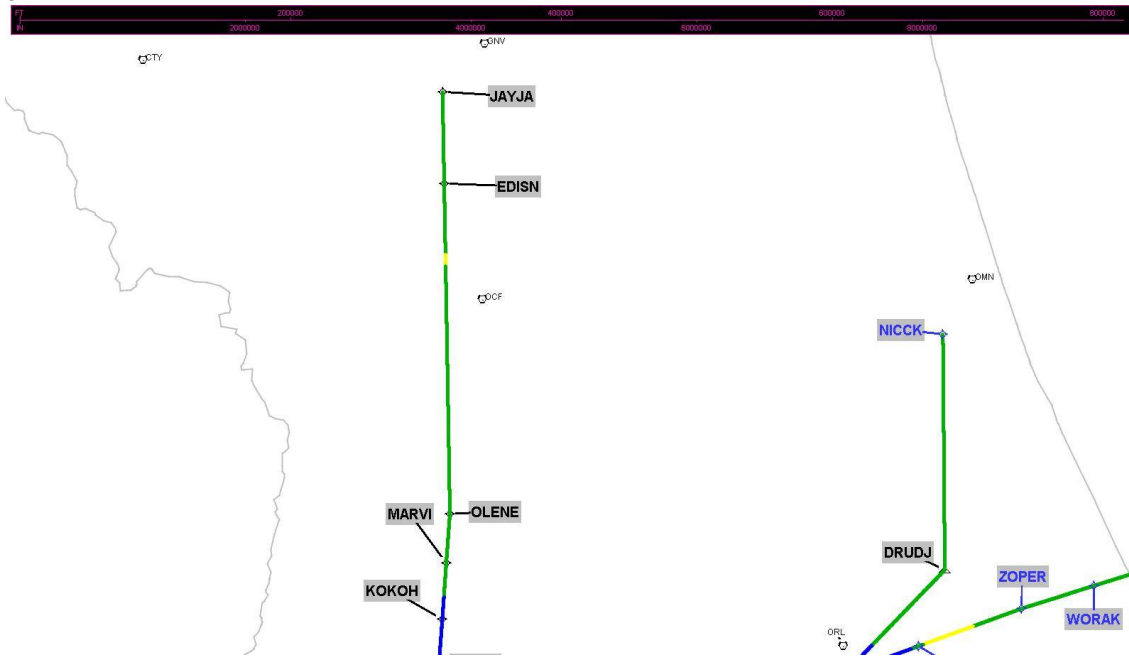 FT 200000 400000 600000 800000
IN 2000000 4000000 6000000 8000000
GNV
CTY
JAYJA
EDISN
OMN
OCF
NICCK
MARVI
OLENE
DRUDJ
ZOPER
KOKOH
WORAK
ORL